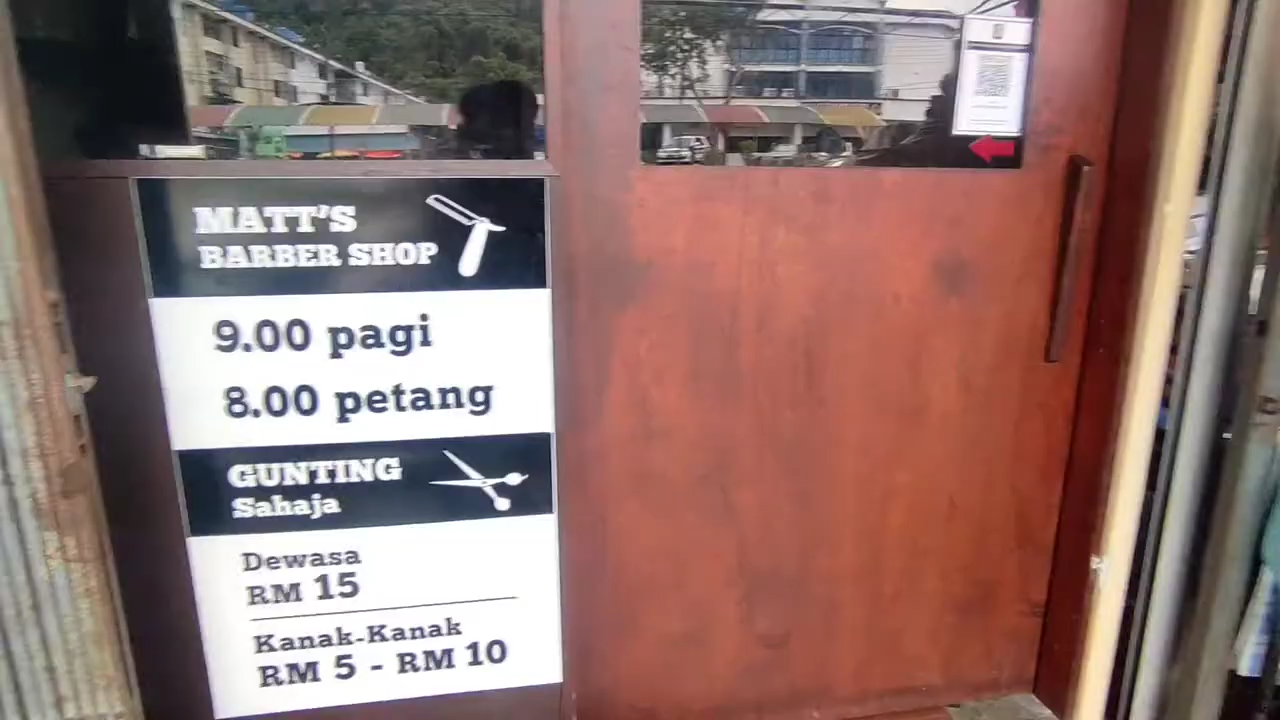 MATT'S
BARBER SHOP
9.00 pagi
8.00 petang
GUNTING
Sahaja
Dewasa
RM 15
Kanak-Kanak
RM 5 - RM 10